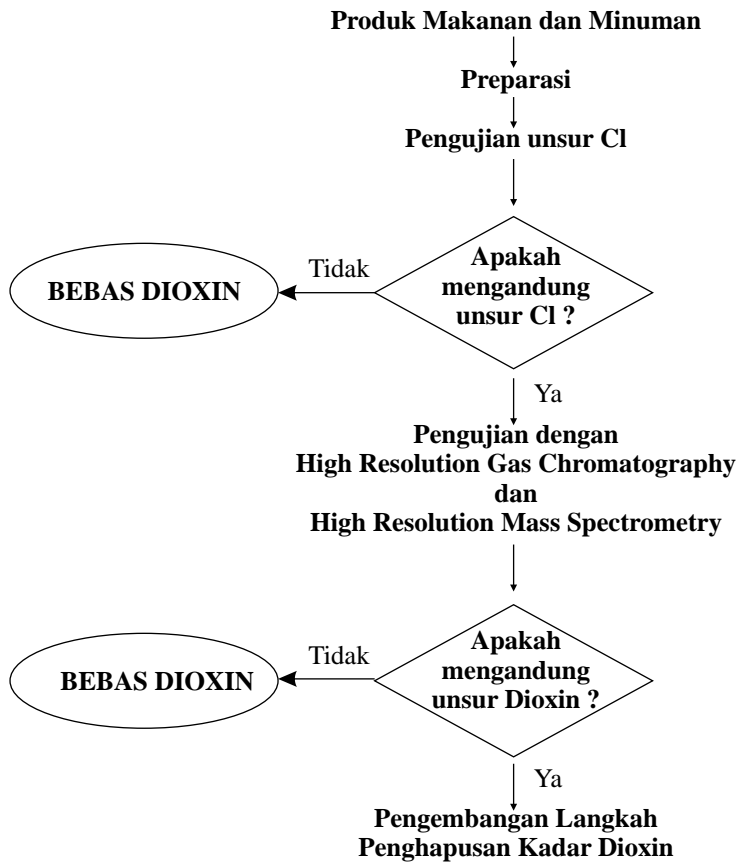 Produk Makanan dan Minuman
Preparasi
Pengujian unsur Cl
Apakah
mengandung
unsur Cl ?
Tidak
BEBAS DIOXIN
Ya
Pengujian dengan
High Resolution Gas Chromatography
dan
High Resolution Mass Spectrometry
Apakah
mengandung
unsur Dioxin ?
Tidak
BEBAS DIOXIN
Ya
Pengembangan Langkah
Penghapusan Kadar Dioxin